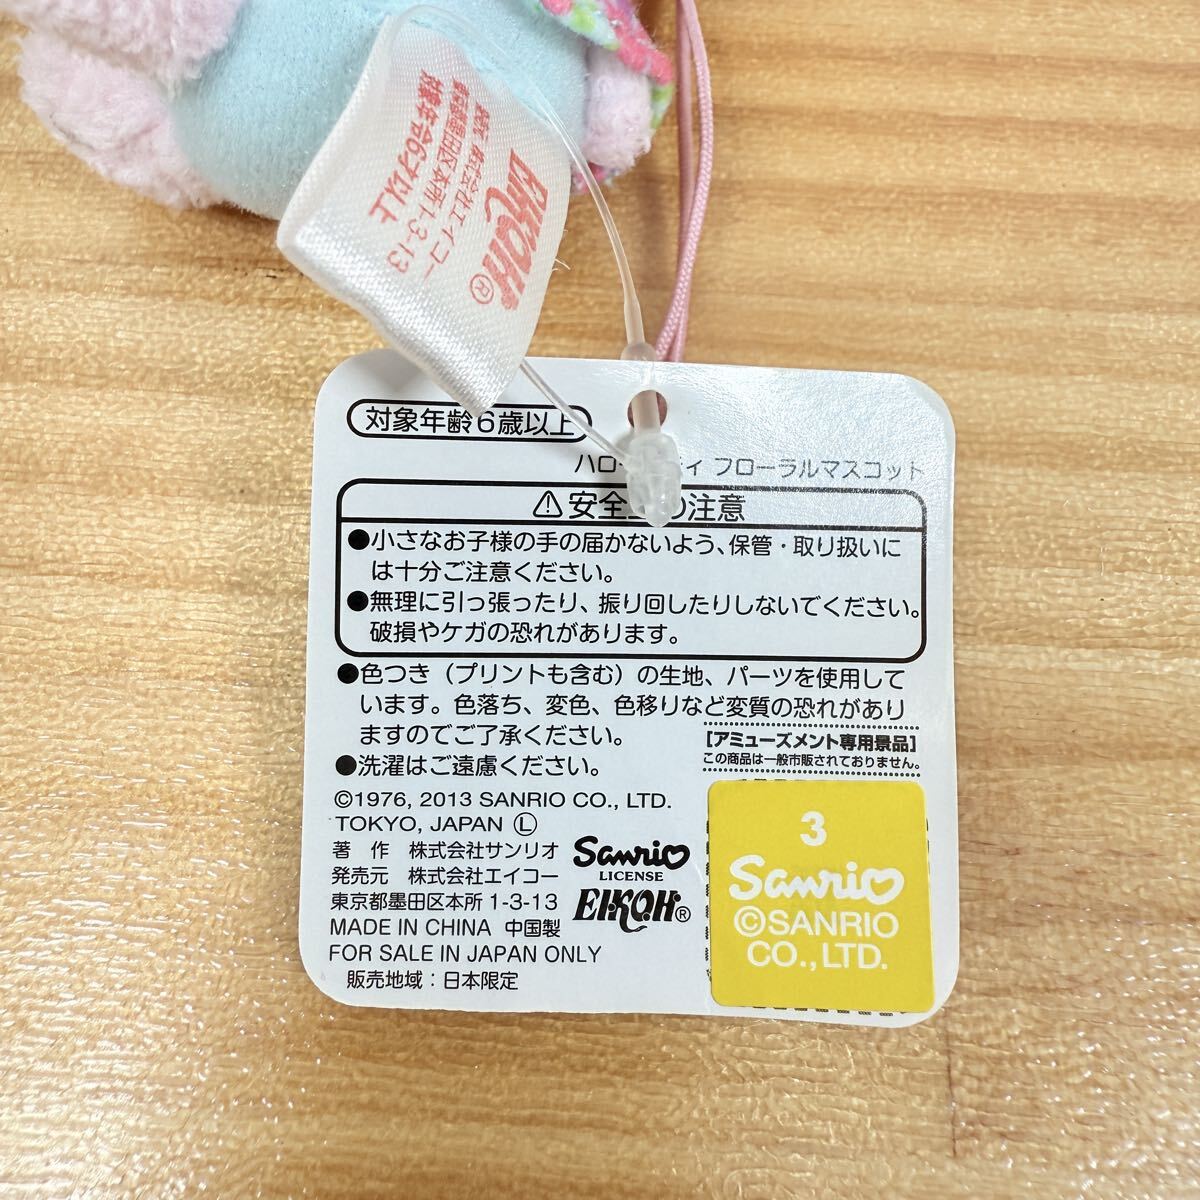 EIKOH®
株式会社エイコー
東京都墨田区本所1-3-13
対象年齢6才以上
対象年齢6歳以上
ハロー ィ フローラルマスコット
⚠安全 の注意
●小さなお子様の手の届かないよう、保管・取り扱いに
は十分ご注意ください。
●無理に引っ張ったり、振り回したりしないでください。
破損やケガの恐れがあります。
●色つき（プリントも含む）の生地、パーツを使用して
います。色落ち、変色、色移りなど変質の恐れがあり
ますのでご了承ください。
●洗濯はご遠慮ください。
[アミューズメント専用景品]
この商品は一般市販されておりません。
©1976, 2013 SANRIO CO., LTD.
TOKYO, JAPAN Ⓛ
著 作 株式会社サンリオ
発売元 株式会社エイコー
東京都墨田区本所 1-3-13
MADE IN CHINA 中国製
FOR SALE IN JAPAN ONLY
販売地域：日本限定
Sanrio
LICENSE
EIKOH®
3
Sanrio
©SANRIO
CO.,LTD.